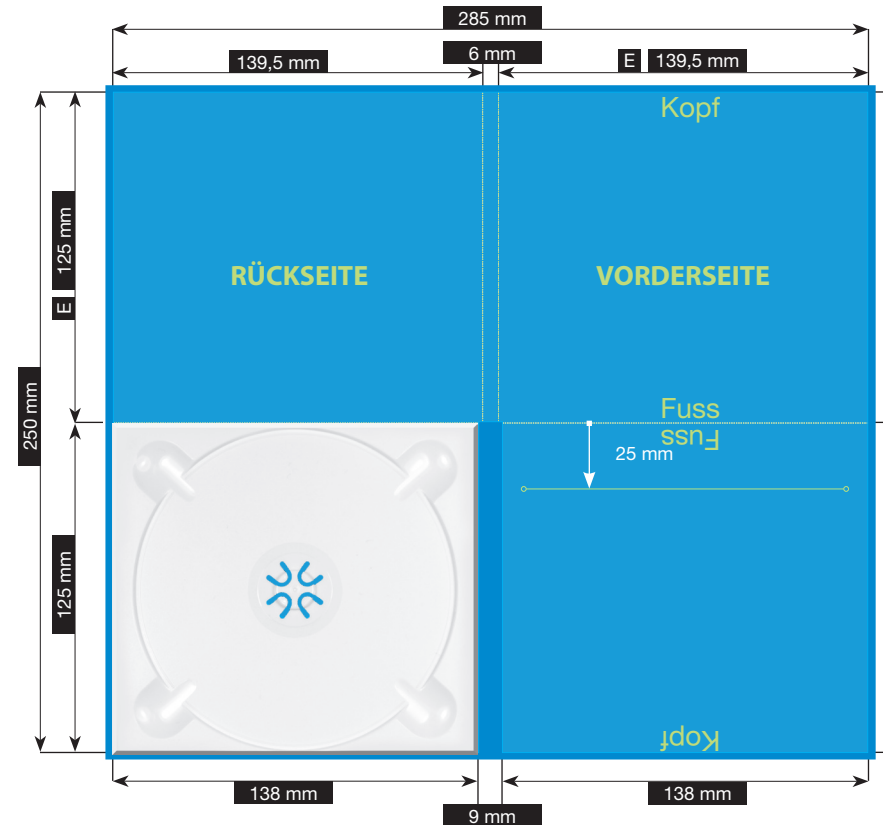 285 mm
139,5 mm
6 mm
E 139,5 mm
Kopf
125 mm
E
250 mm
RÜCKSEITE
VORDERSEITE
Fuss
Fuss
25 mm
125 mm
Kopf
138 mm
138 mm
9 mm